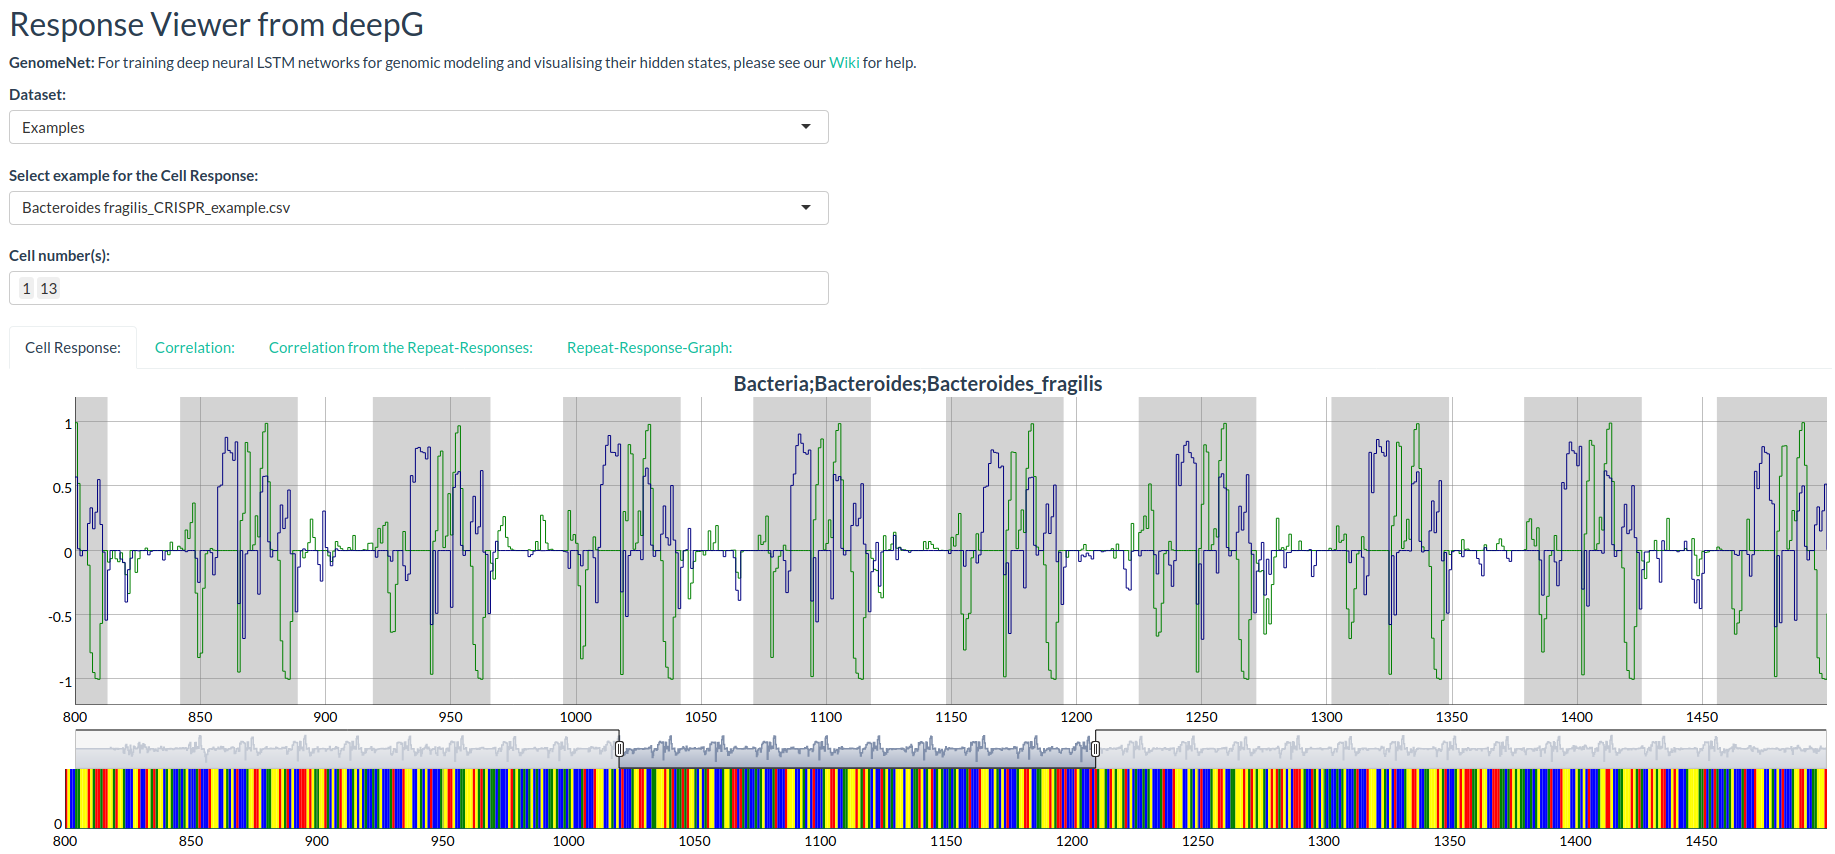 Response Viewer from deepG
GenomeNet: For training deep neural LSTM networks for genomic modeling and visualising their hidden states, please see our Wiki for help.
Dataset:
Examples
Select example for the Cell Response:
Bacteroides fragilis_CRISPR_example.csv
Cell number(s):
1 13
Cell Response: Correlation: Correlation from the Repeat-Responses: Repeat-Response-Graph:
Bacteria;Bacteroides;Bacteroides_fragilis
1
0.5
0
-0.5
-1
800 850 900 950 1000 1050 1100 1150 1200 1250 1300 1350 1400 1450
0
800 850 900 950 1000 1050 1100 1150 1200 1250 1300 1350 1400 1450